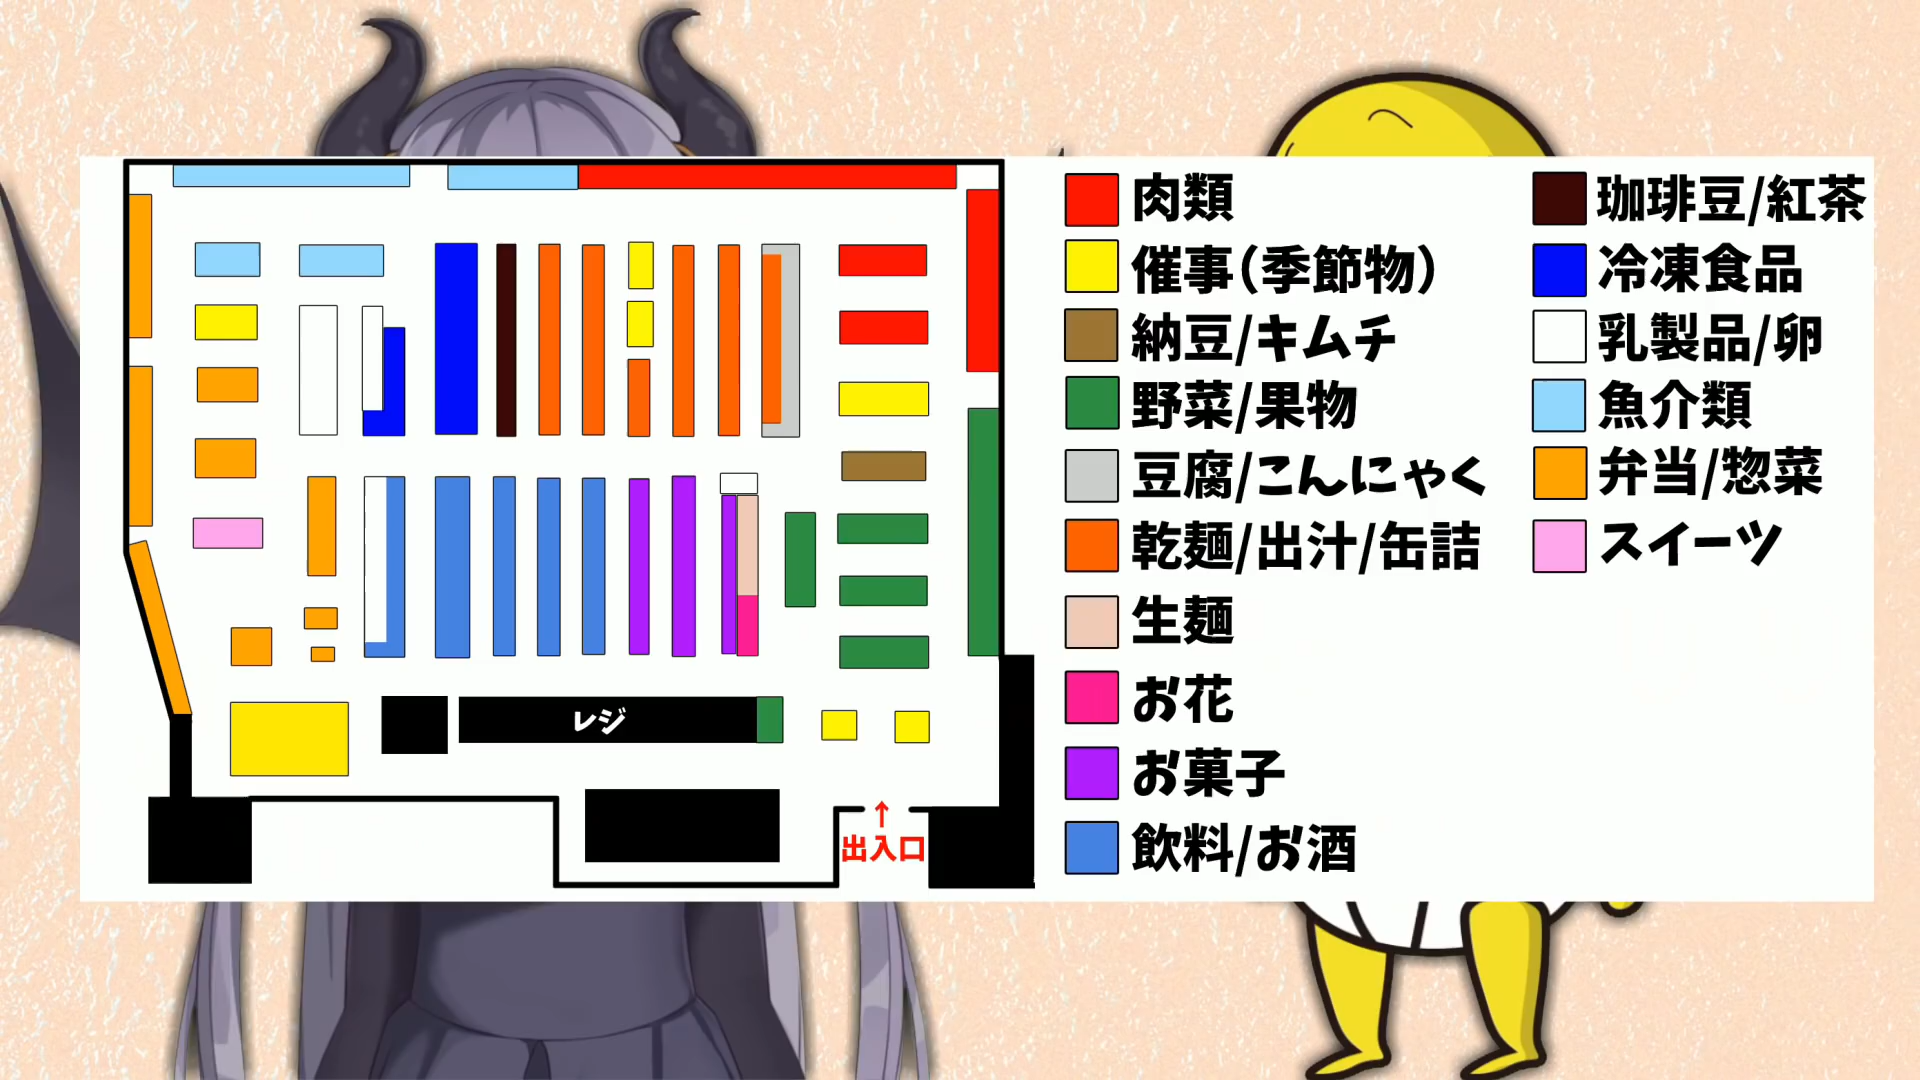 レジ
↑
出入口
肉類
催事(季節物)
納豆/キムチ
野菜/果物
豆腐/こんにゃく
乾麺/出汁/缶詰
生麺
お花
お菓子
飲料/お酒
珈琲豆/紅茶
冷凍食品
乳製品/卵
魚介類
弁当/惣菜
スイーツ